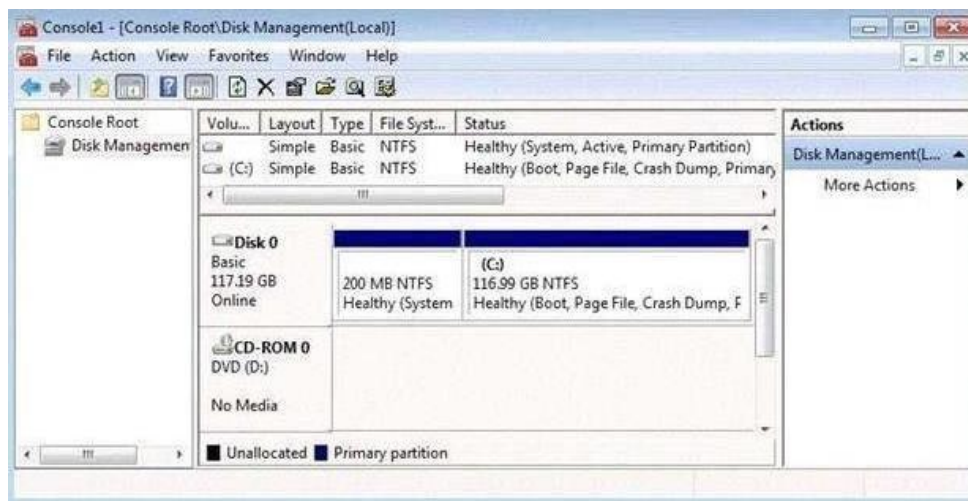 Console1 - [Console Root\Disk Management(Local)]
File Action View Favorites Window Help
Console Root
Disk Managemen
Volu... Layout Type File Syst... Status
Simple Basic NTFS Healthy (System, Active, Primary Partition)
(C:) Simple Basic NTFS Healthy (Boot, Page File, Crash Dump, Primary
Disk 0
Basic
117.19 GB
Online
200 MB NTFS
Healthy (System
(C:)
116.99 GB NTFS
Healthy (Boot, Page File, Crash Dump, F
CD-ROM 0
DVD (D:)
No Media
Unallocated Primary partition
Actions
Disk Management(L...
More Actions